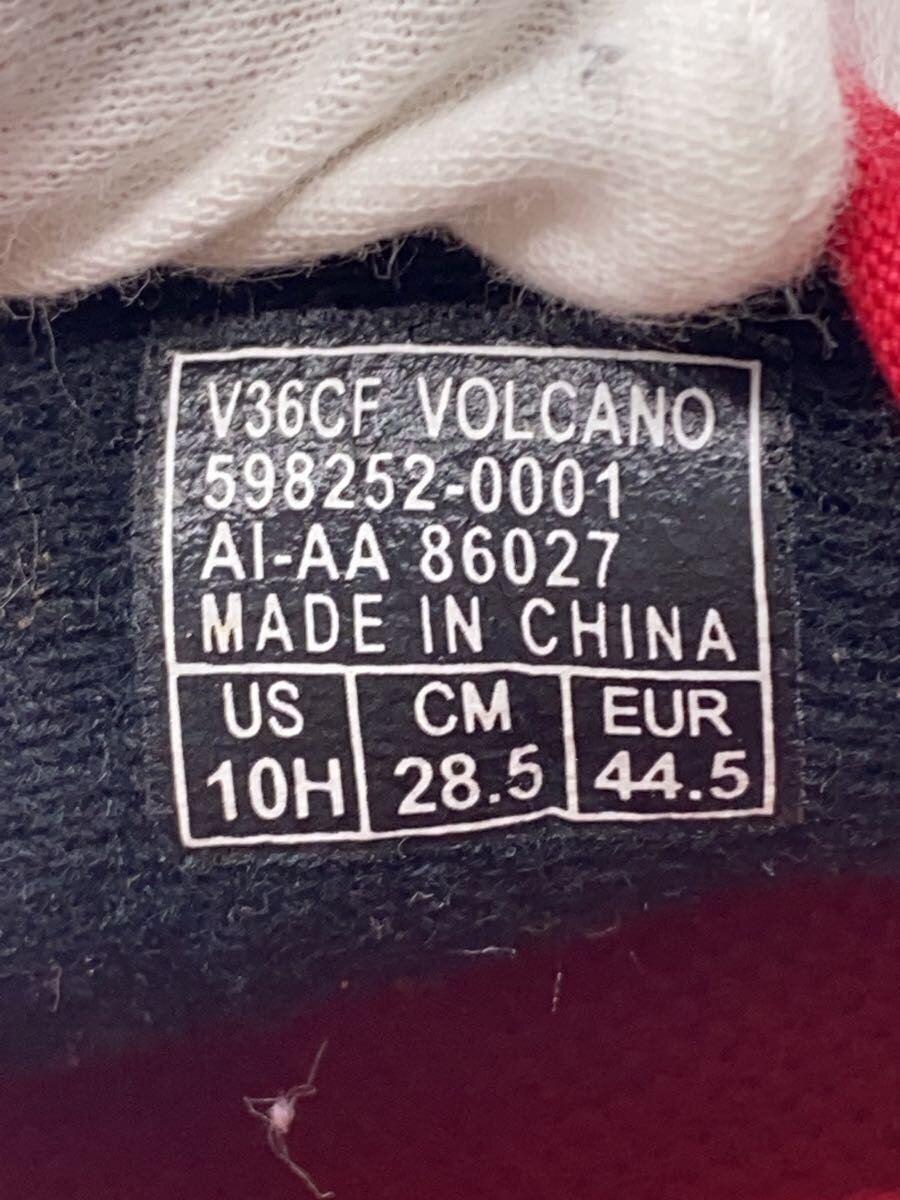 V36CF VOLCANO
598252-0001
AI-AA 86027
MADE IN CHINA
US CM EUR
10H 28.5 44.5